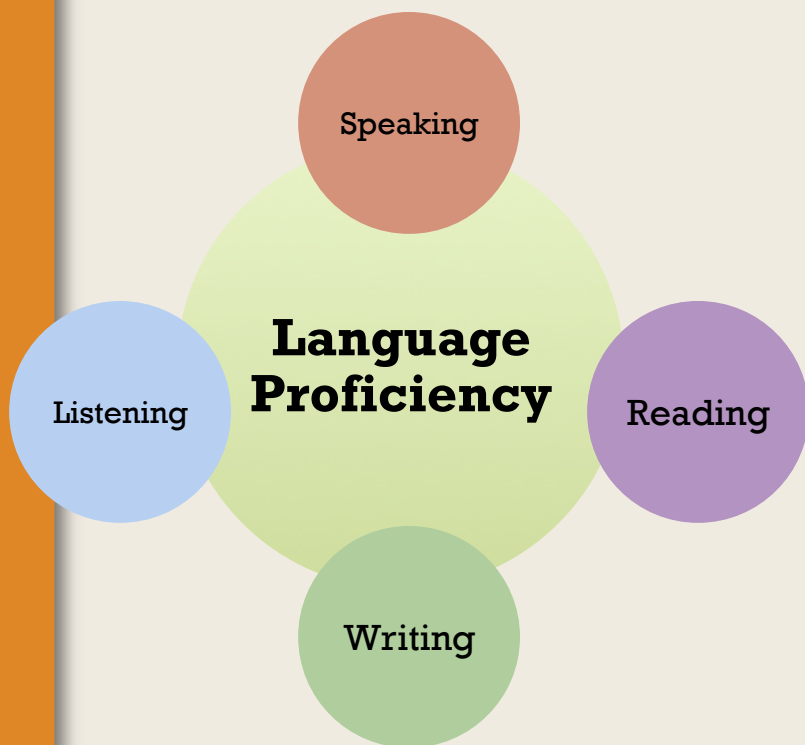 Speaking
Language
Proficiency
Listening
Reading
Writing